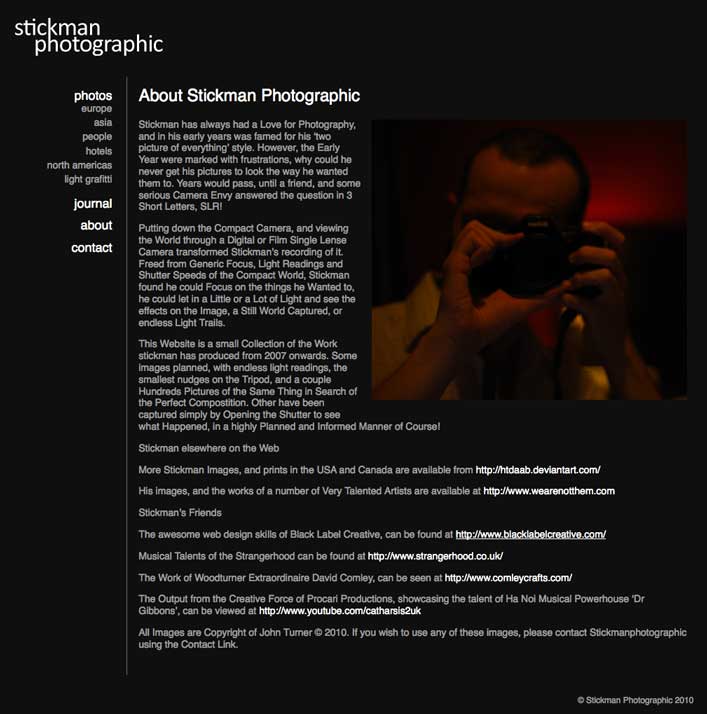 stickman
photographic
photos
europe
asia
people
hotels
north americas
light grafitti
journal
about
contact
About Stickman Photographic
Stickman has always had a Love for Photography,
and in his early years was famed for his ‘two
picture of everything’ style. However, the Early
Year were marked with frustrations, why could he
never get his pictures to look the way he wanted
them to. Years would pass, until a friend, and some
serious Camera Envy answered the question in 3
Short Letters, SLR!
Putting down the Compact Camera, and viewing
the World through a Digital or Film Single Lense
Camera transformed Stickman’s recording of it.
Freed from Generic Focus, Light Readings and
Shutter Speeds of the Compact World, Stickman
found he could Focus on the things he Wanted to,
he could let in a Little or a Lot of Light and see the
effects on the Image, a Still World Captured, or
endless Light Trails.
This Website is a small Collection of the Work
stickman has produced from 2007 onwards. Some
images planned, with endless light readings, the
smallest nudges on the Tripod, and a couple
Hundreds Pictures of the Same Thing in Search of
the Perfect Compostition. Other have been
captured simply by Opening the Shutter to see
what Happened, in a highly Planned and Informed Manner of Course!
Stickman elsewhere on the Web
More Stickman Images, and prints in the USA and Canada are available from http://htdaab.deviantart.com/
His images, and the works of a number of Very Talented Artists are available at http://www.wearenotthem.com
Stickman’s Friends
The awesome web design skills of Black Label Creative, can be found at http://www.blacklabelcreative.com/
Musical Talents of the Strangerhood can be found at http://www.strangerhood.co.uk/
The Work of Woodturner Extraordinaire David Comley, can be seen at http://www.comleycrafts.com/
The Output from the Creative Force of Procari Productions, showcasing the talent of Ha Noi Musical Powerhouse ‘Dr
Gibbons’, can be viewed at http://www.youtube.com/catharsis2uk
All Images are Copyright of John Turner © 2010. If you wish to use any of these images, please contact Stickmanphotographic
using the Contact Link.
© Stickman Photographic 2010